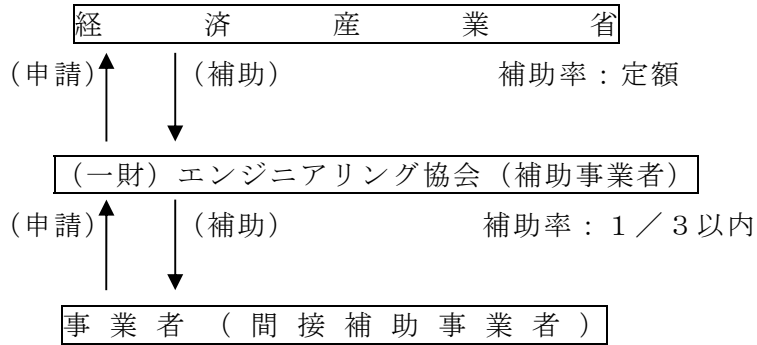 経済産業省
(申請) (補助) 補助率：定額
(一財) エンジニアリング協会 (補助事業者)
(申請) (補助) 補助率：１／３以内
事業者 (間接補助事業者)